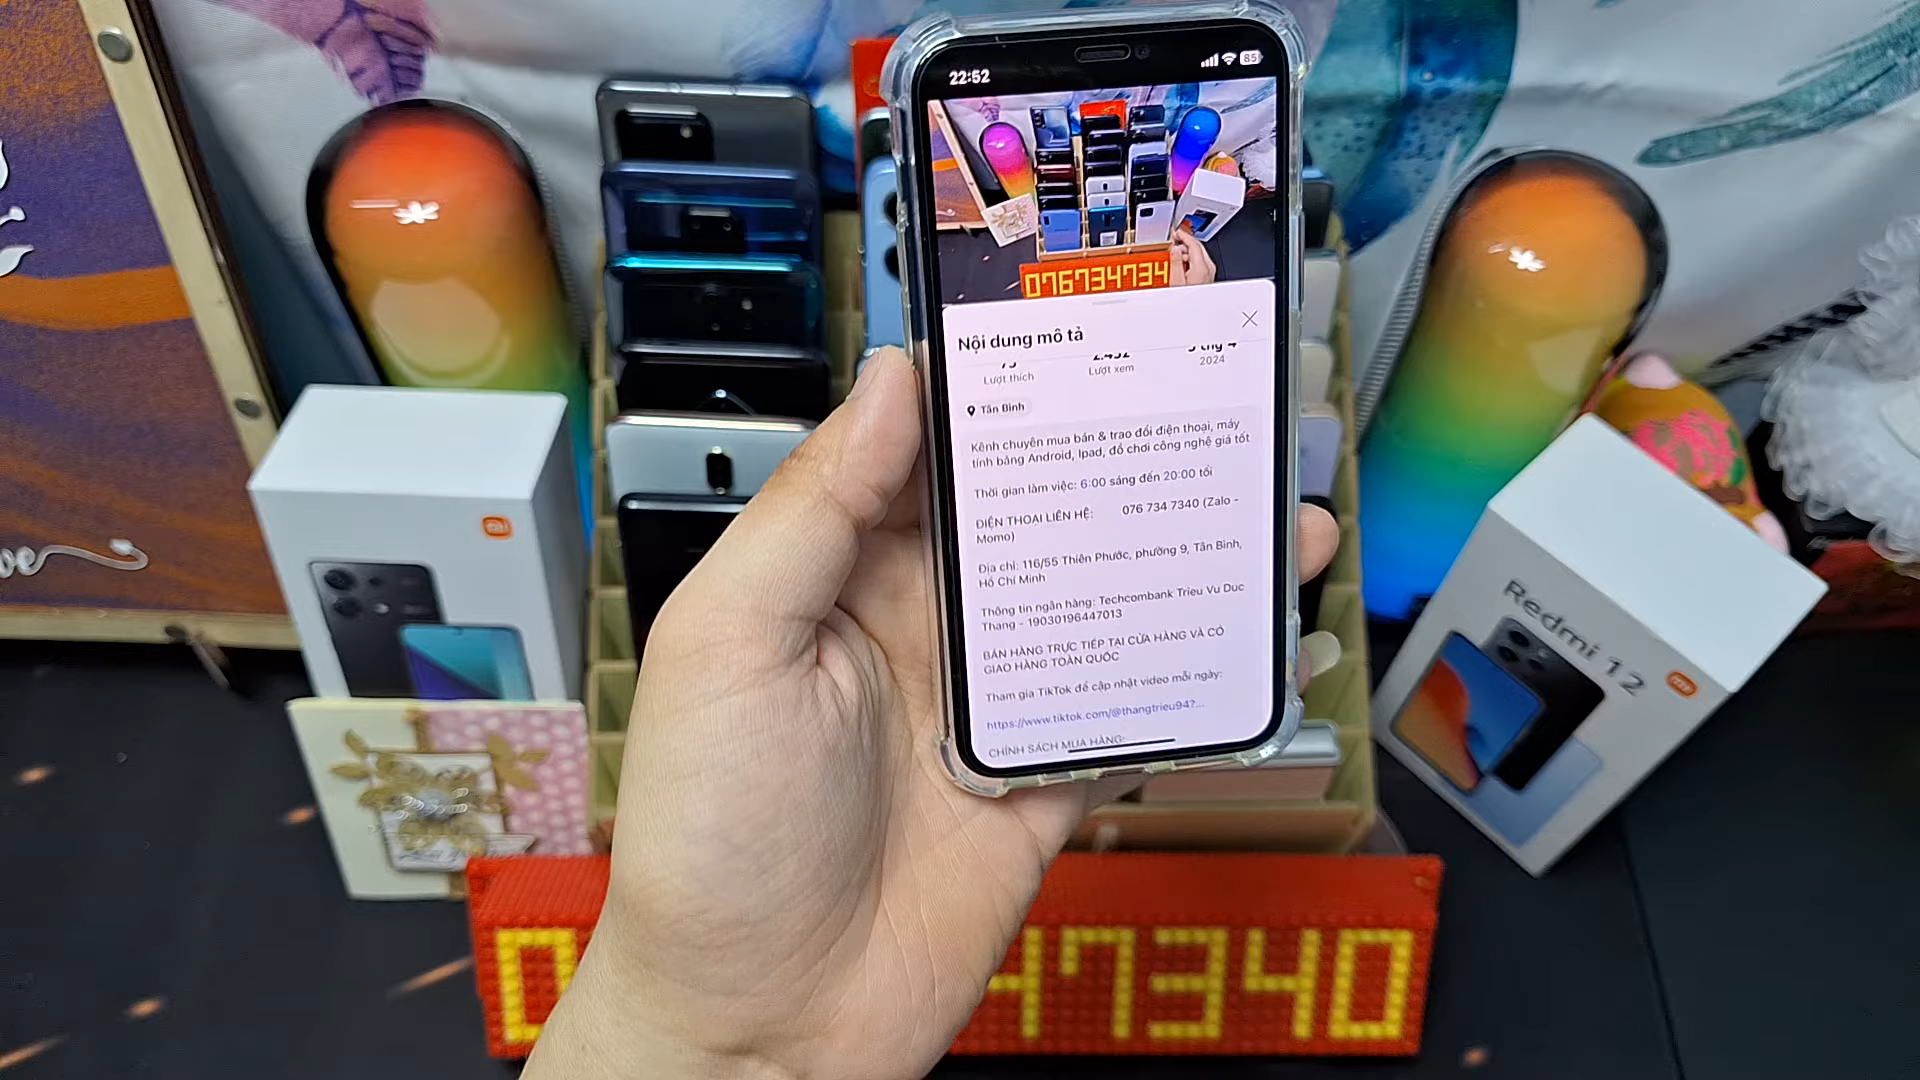 22:52
85
076734734
Nội dung mô tả
Lượt thích
Lượt xem
2024
Tân Bình
Kênh chuyên mua bán & trao đổi điện thoại, máy
tính bảng Android, Ipad, đồ chơi công nghệ giá tốt
Thời gian làm việc: 6:00 sáng đến 20:00 tối
ĐIỆN THOẠI LIÊN HỆ: 076 734 7340 (Zalo -
Momo)
Địa chỉ: 116/55 Thiên Phước, phường 9, Tân Bình,
Hồ Chí Minh
Thông tin ngân hàng: Techcombank Trieu Vu Duc
Thang - 19030196447013
BÁN HÀNG TRỰC TIẾP TẠI CỬA HÀNG VÀ CÓ
GIAO HÀNG TOÀN QUỐC
Tham gia TikTok để cập nhật video mỗi ngày:
https://www.tiktok.com/@thangtrieu94?...
CHÍNH SÁCH MUA HÀNG:
Redmi 12
0
47340